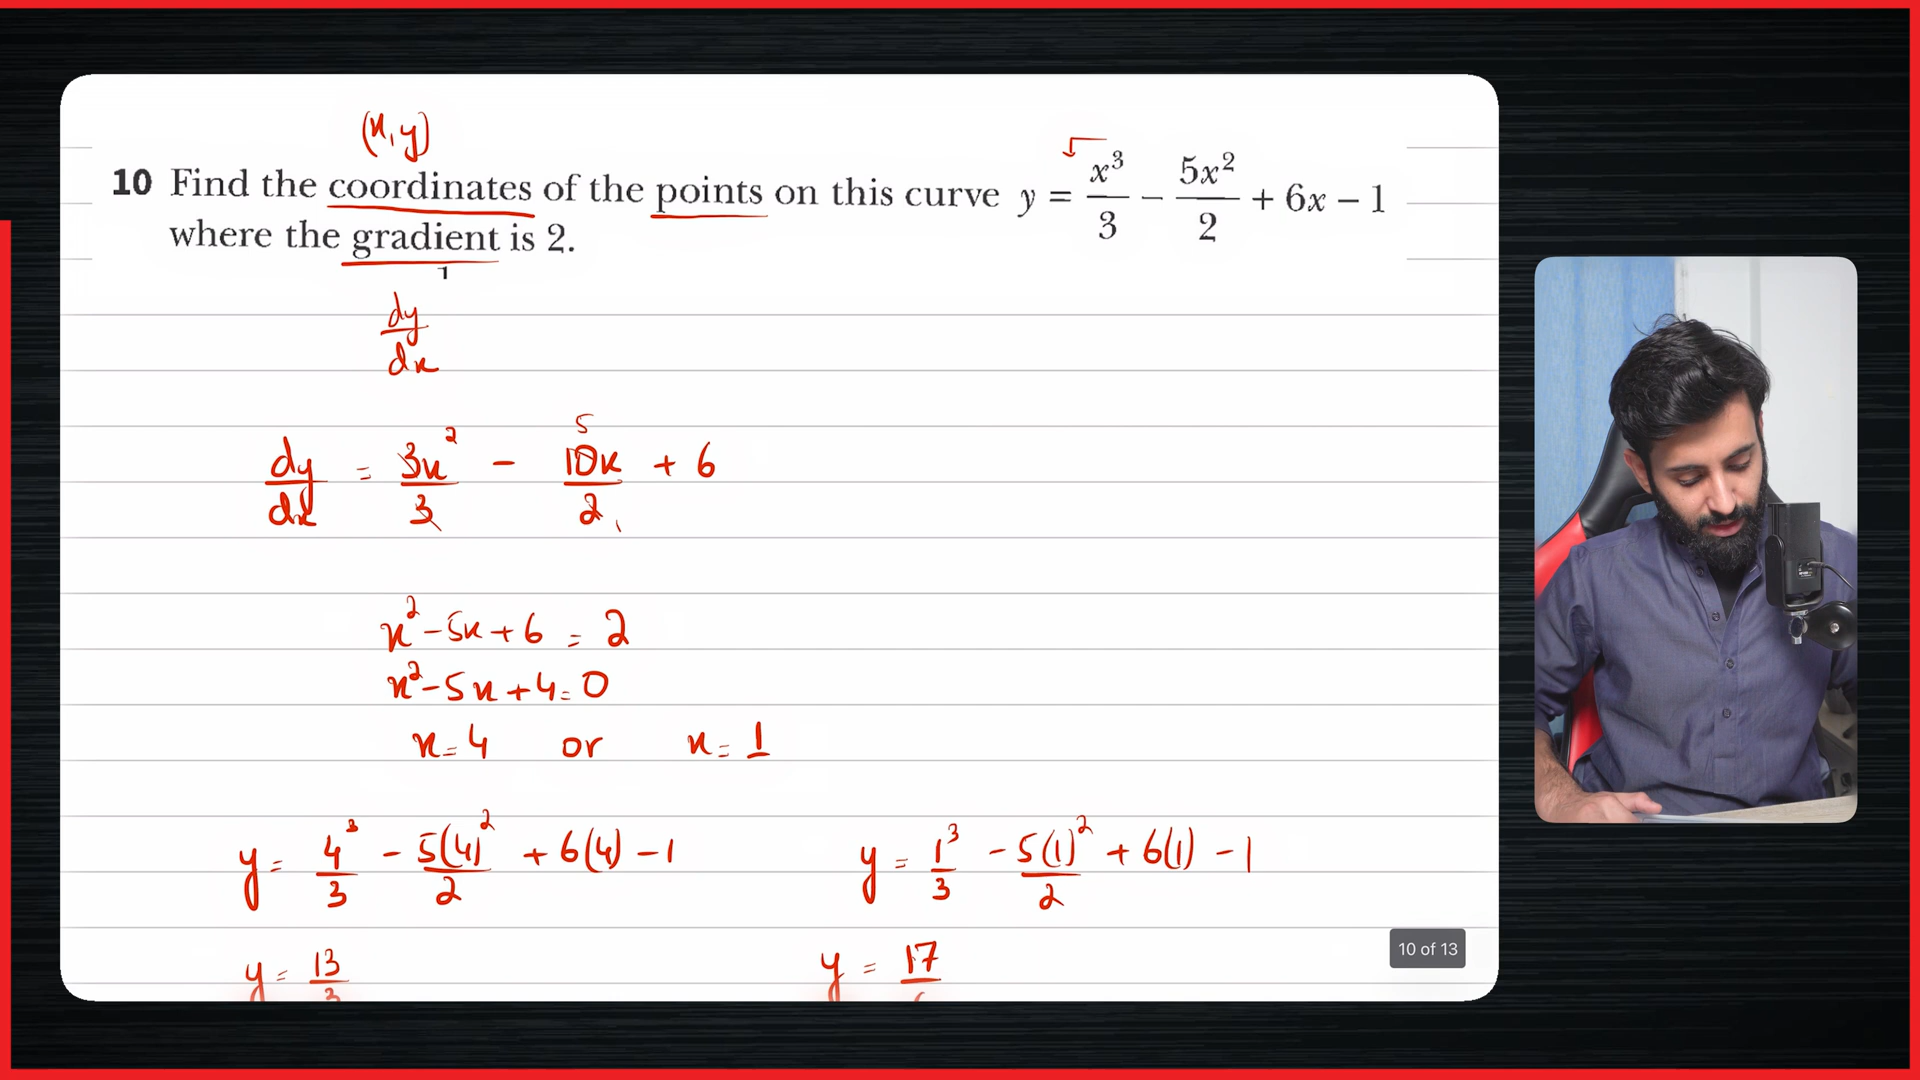 (x,y)
10 Find the coordinates of the points on this curve y = x³/3 − 5x²/2 + 6x − 1
where the gradient is 2.
dy/dx
dy/dx = 3x²/3 - 10x/2 + 6
5
1
x² - 5x + 6 = 2
x² - 5x + 4 = 0
x = 4 or x = 1
y = 4³/3 - 5(4)²/2 + 6(4) - 1 y = 1³/3 - 5(1)²/2 + 6(1) - 1
y = 13/3 y = 17/
10 of 13